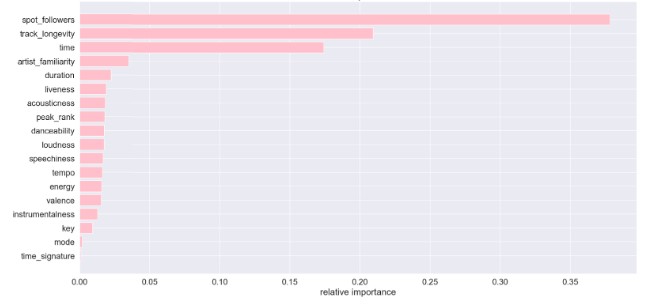 spot_followers
track_longevity
time
artist_familiarity
duration
liveness
acousticness
peak_rank
danceability
loudness
speechiness
tempo
energy
valence
instrumentalness
key
mode
time_signature
0.00 0.05 0.10 0.15 0.20 0.25 0.30 0.35
relative importance